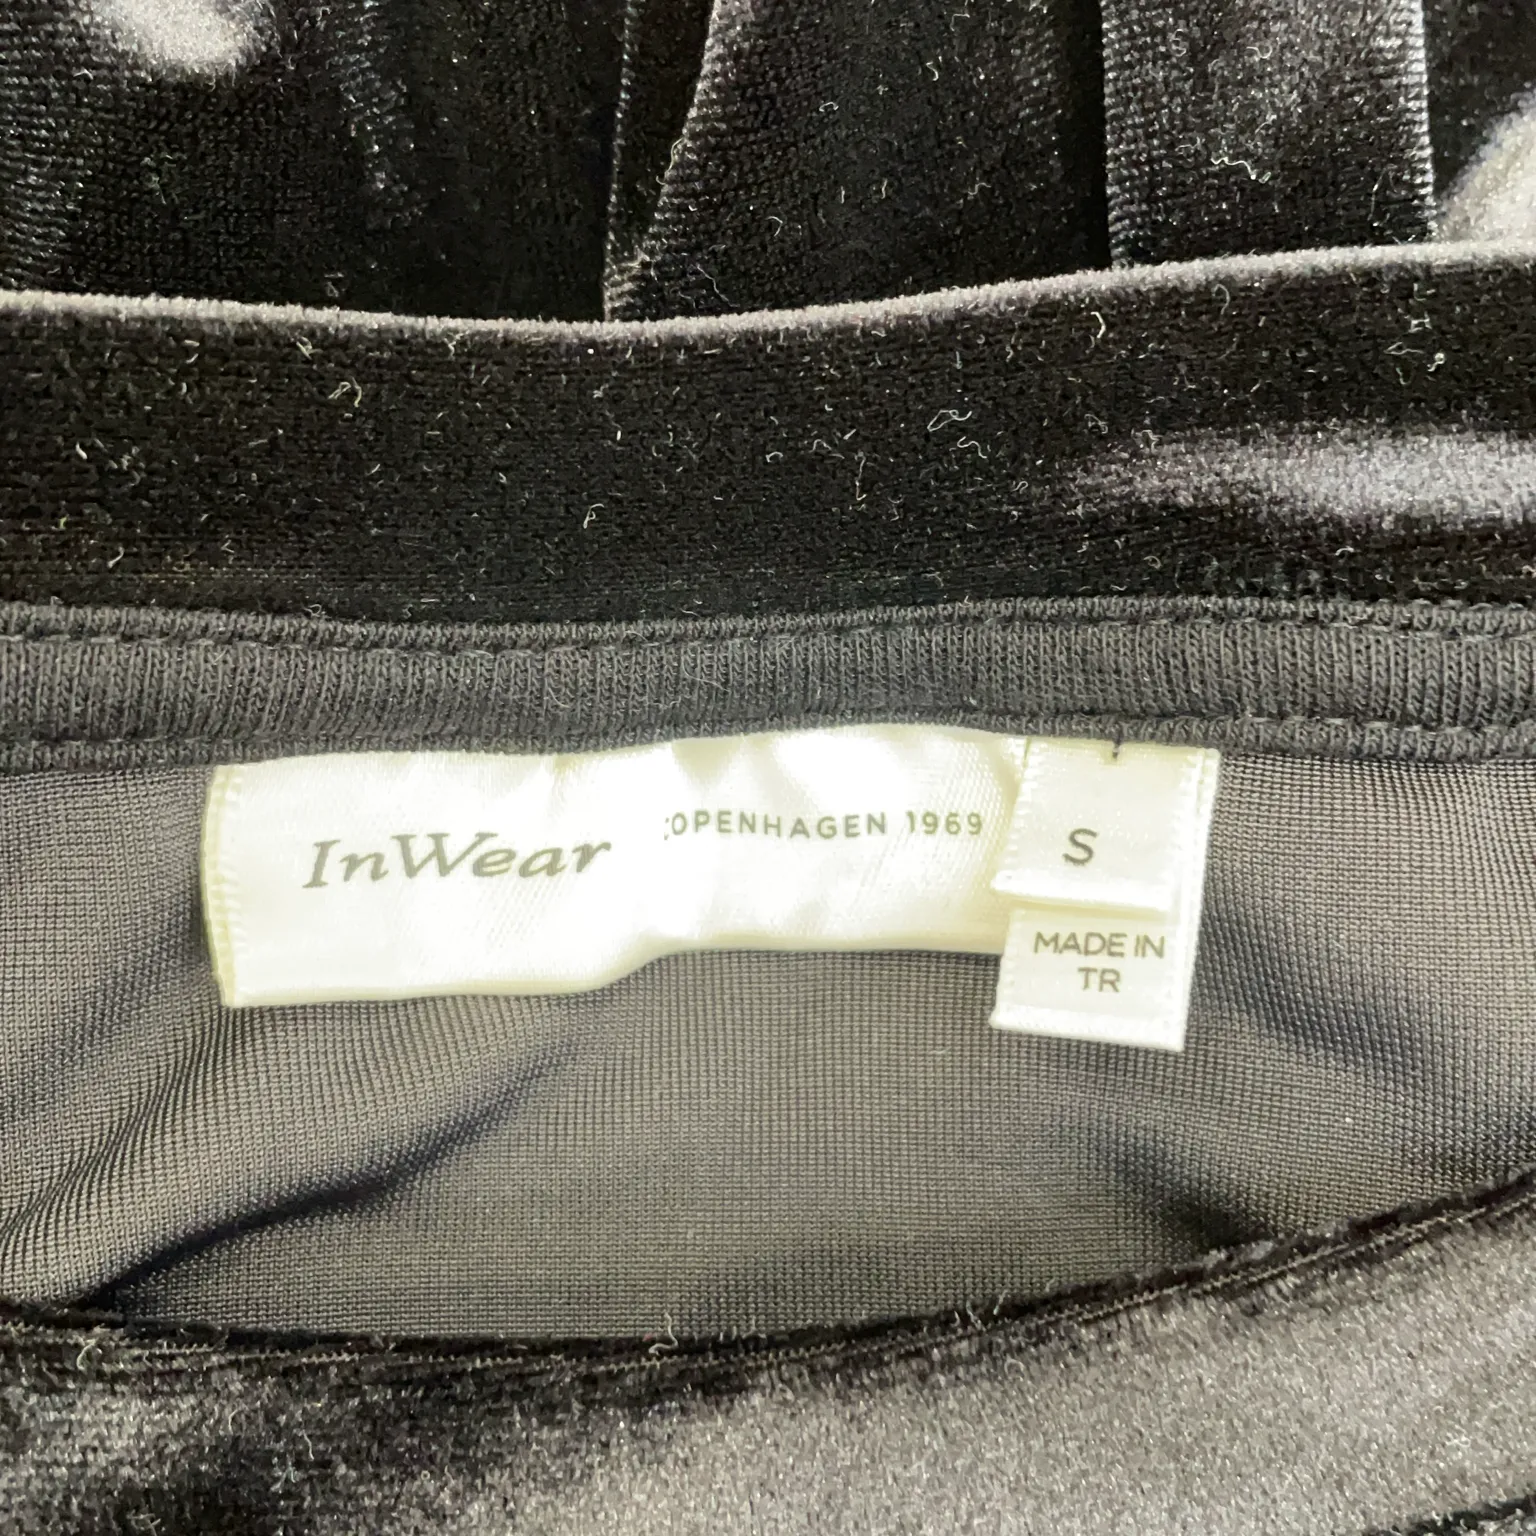 InWear
COPENHAGEN 1969
S
MADE IN
TR